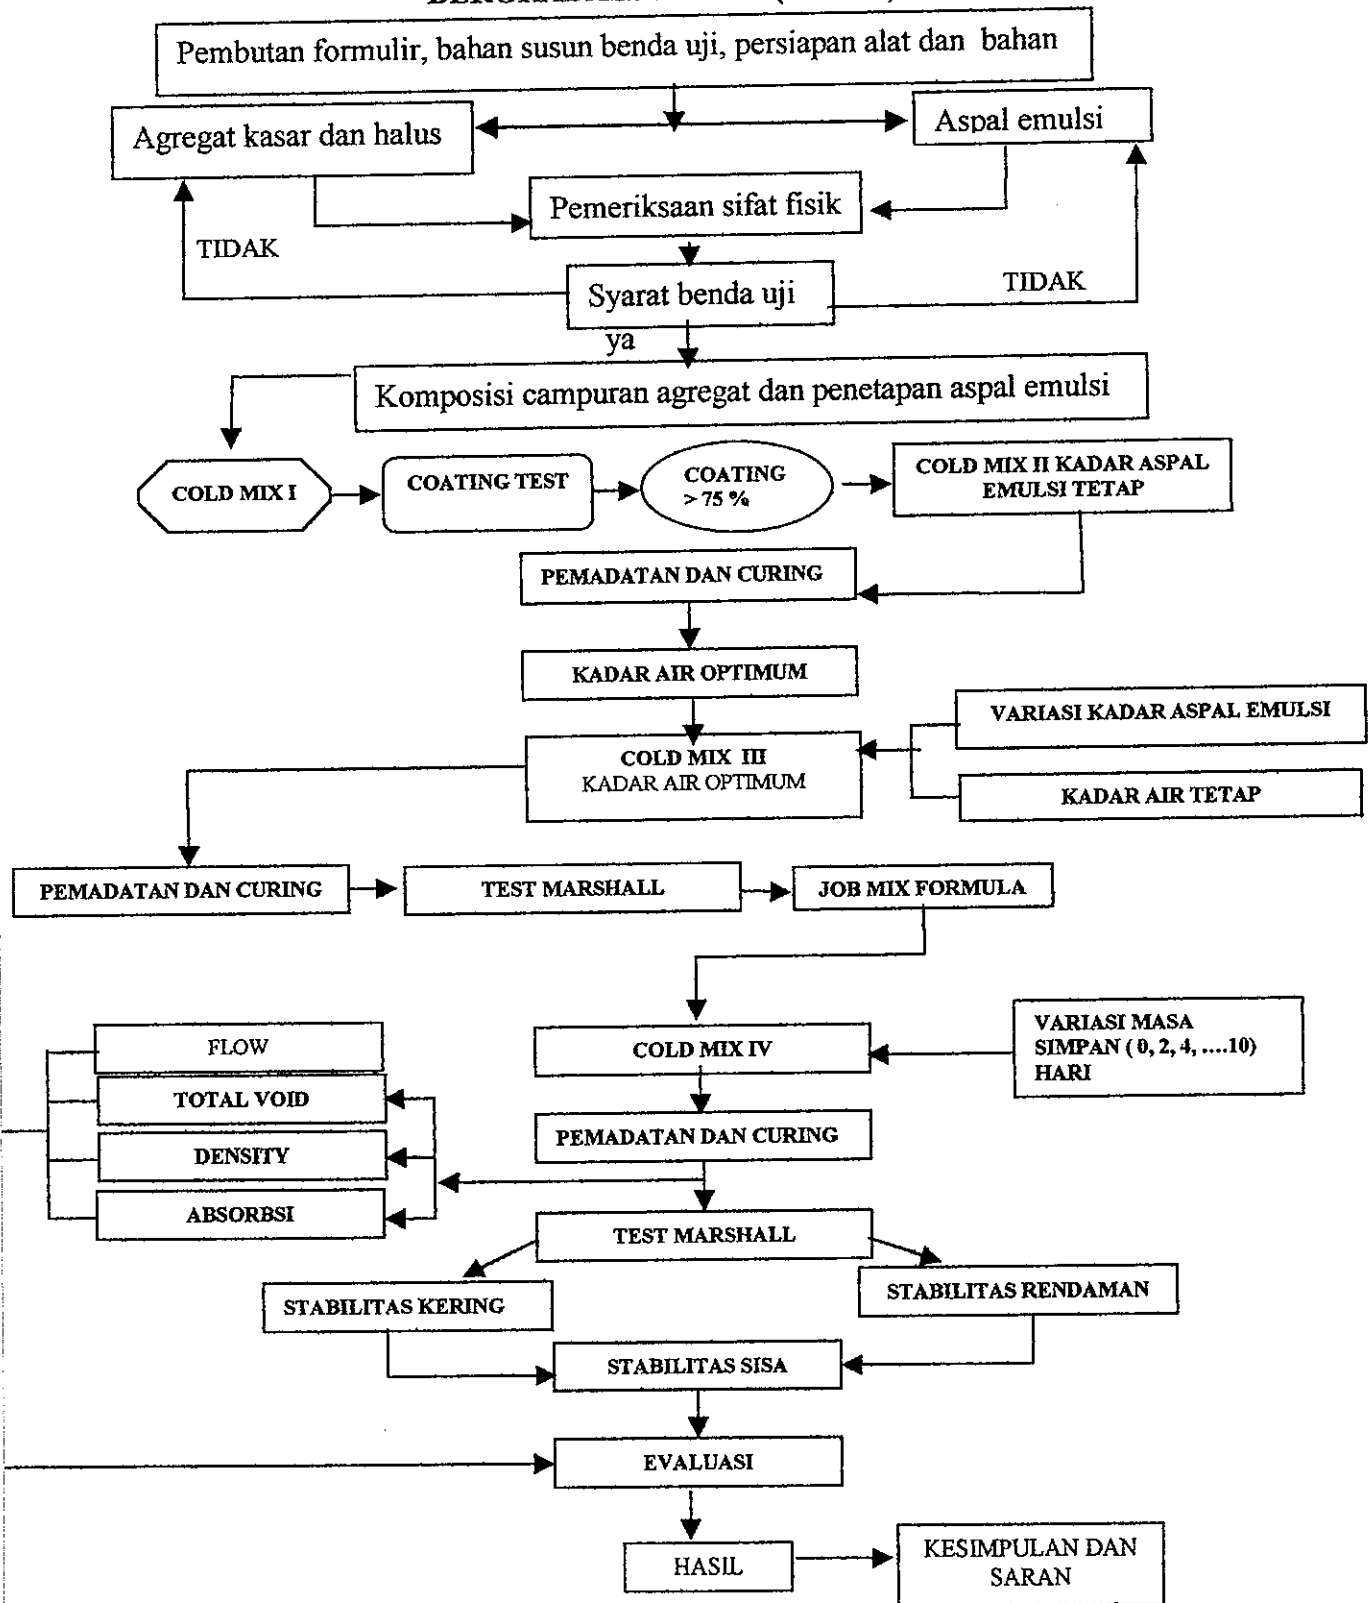 Pembutan formulir, bahan susun benda uji, persiapan alat dan bahan
Agregat kasar dan halus
Aspal emulsi
Pemeriksaan sifat fisik
TIDAK
Syarat benda uji
TIDAK
ya
Komposisi campuran agregat dan penetapan aspal emulsi
COLD MIX I
COATING TEST
COATING
> 75 %
COLD MIX II KADAR ASPAL
EMULSI TETAP
PEMADATAN DAN CURING
KADAR AIR OPTIMUM
VARIASI KADAR ASPAL EMULSI
COLD MIX III
KADAR AIR OPTIMUM
KADAR AIR TETAP
PEMADATAN DAN CURING
TEST MARSHALL
JOB MIX FORMULA
FLOW
COLD MIX IV
VARIASI MASA
SIMPAN ( 0, 2, 4, ....10)
HARI
TOTAL VOID
PEMADATAN DAN CURING
DENSITY
ABSORBSI
TEST MARSHALL
STABILITAS KERING
STABILITAS RENDAMAN
STABILITAS SISA
EVALUASI
HASIL
KESIMPULAN DAN
SARAN